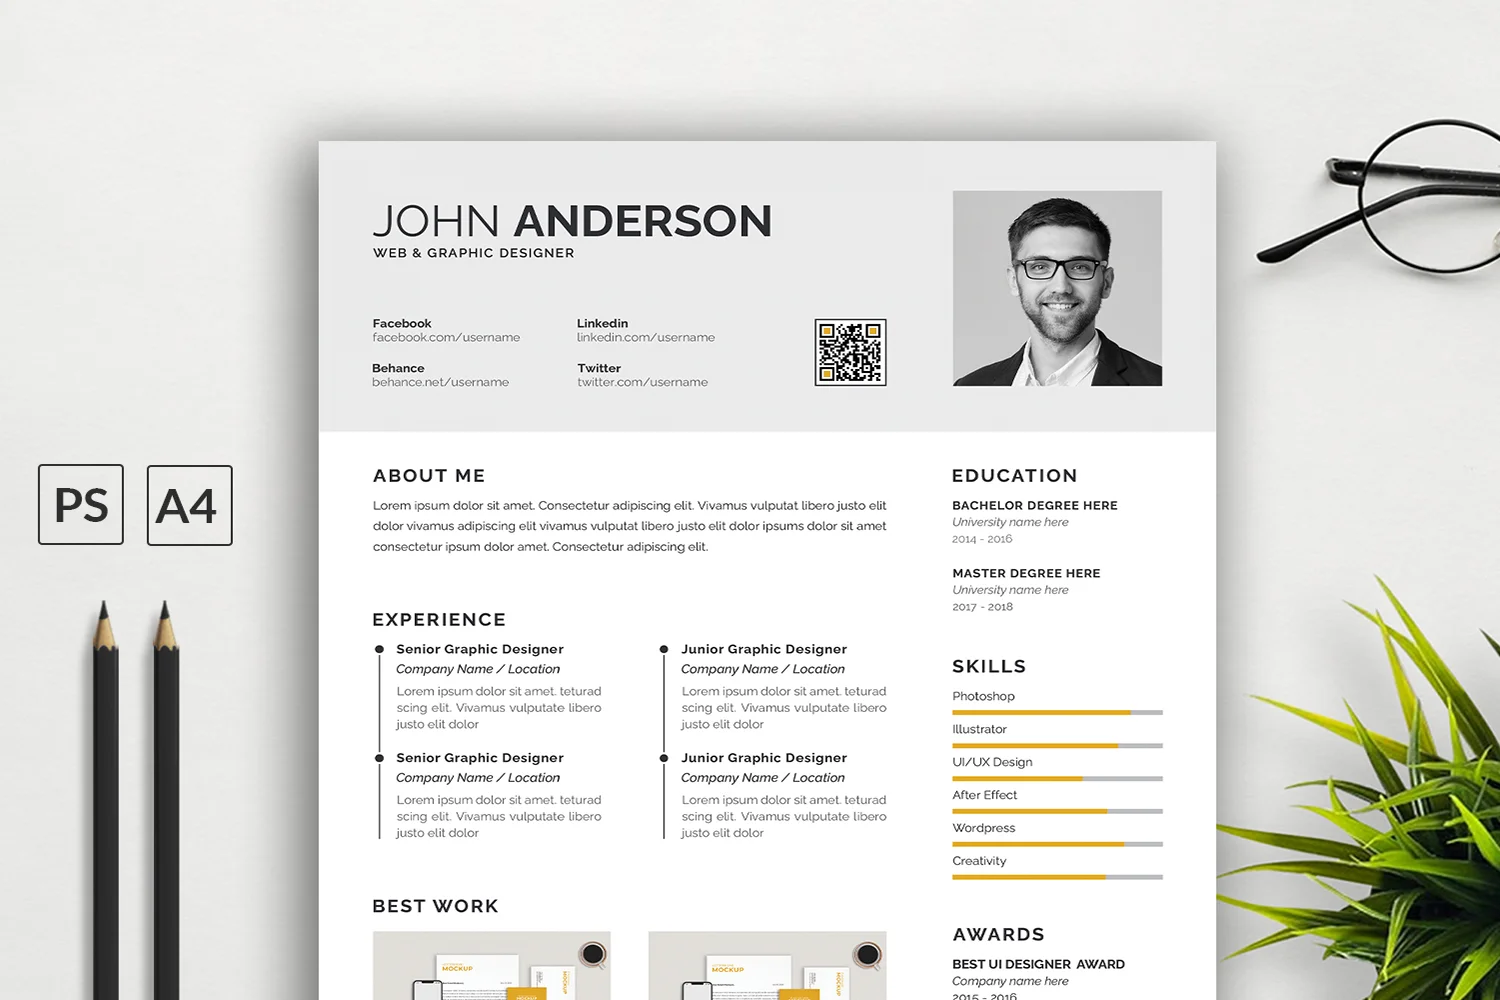 JOHN ANDERSON
WEB & GRAPHIC DESIGNER
Facebook
facebook.com/username
Linkedin
linkedin.com/username
Behance
behance.net/username
Twitter
twitter.com/username
PS
A4
ABOUT ME
Lorem ipsum dolor sit amet. Consectetur adipiscing elit. Vivamus vulputat libero justo elit
dolor vivamus adipiscing elit vivamus vulputat libero justo elit dolor ipsums dolor sit amet
consectetur ipsum dolor amet. Consectetur adipiscing elit.
EXPERIENCE
Senior Graphic Designer
Company Name / Location
Lorem ipsum dolor sit amet. teturad
scing elit. Vivamus vulputate libero
justo elit dolor
Senior Graphic Designer
Company Name / Location
Lorem ipsum dolor sit amet. teturad
scing elit. Vivamus vulputate libero
justo elit dolor
Junior Graphic Designer
Company Name / Location
Lorem ipsum dolor sit amet. teturad
scing elit. Vivamus vulputate libero
justo elit dolor
Junior Graphic Designer
Company Name / Location
Lorem ipsum dolor sit amet. teturad
scing elit. Vivamus vulputate libero
justo elit dolor
BEST WORK
MOCKUP
MOCKUP
EDUCATION
BACHELOR DEGREE HERE
University name here
2014 - 2016
MASTER DEGREE HERE
University name here
2017 - 2018
SKILLS
Photoshop
Illustrator
UI/UX Design
After Effect
Wordpress
Creativity
AWARDS
BEST UI DESIGNER AWARD
Company name here
2015 - 2016